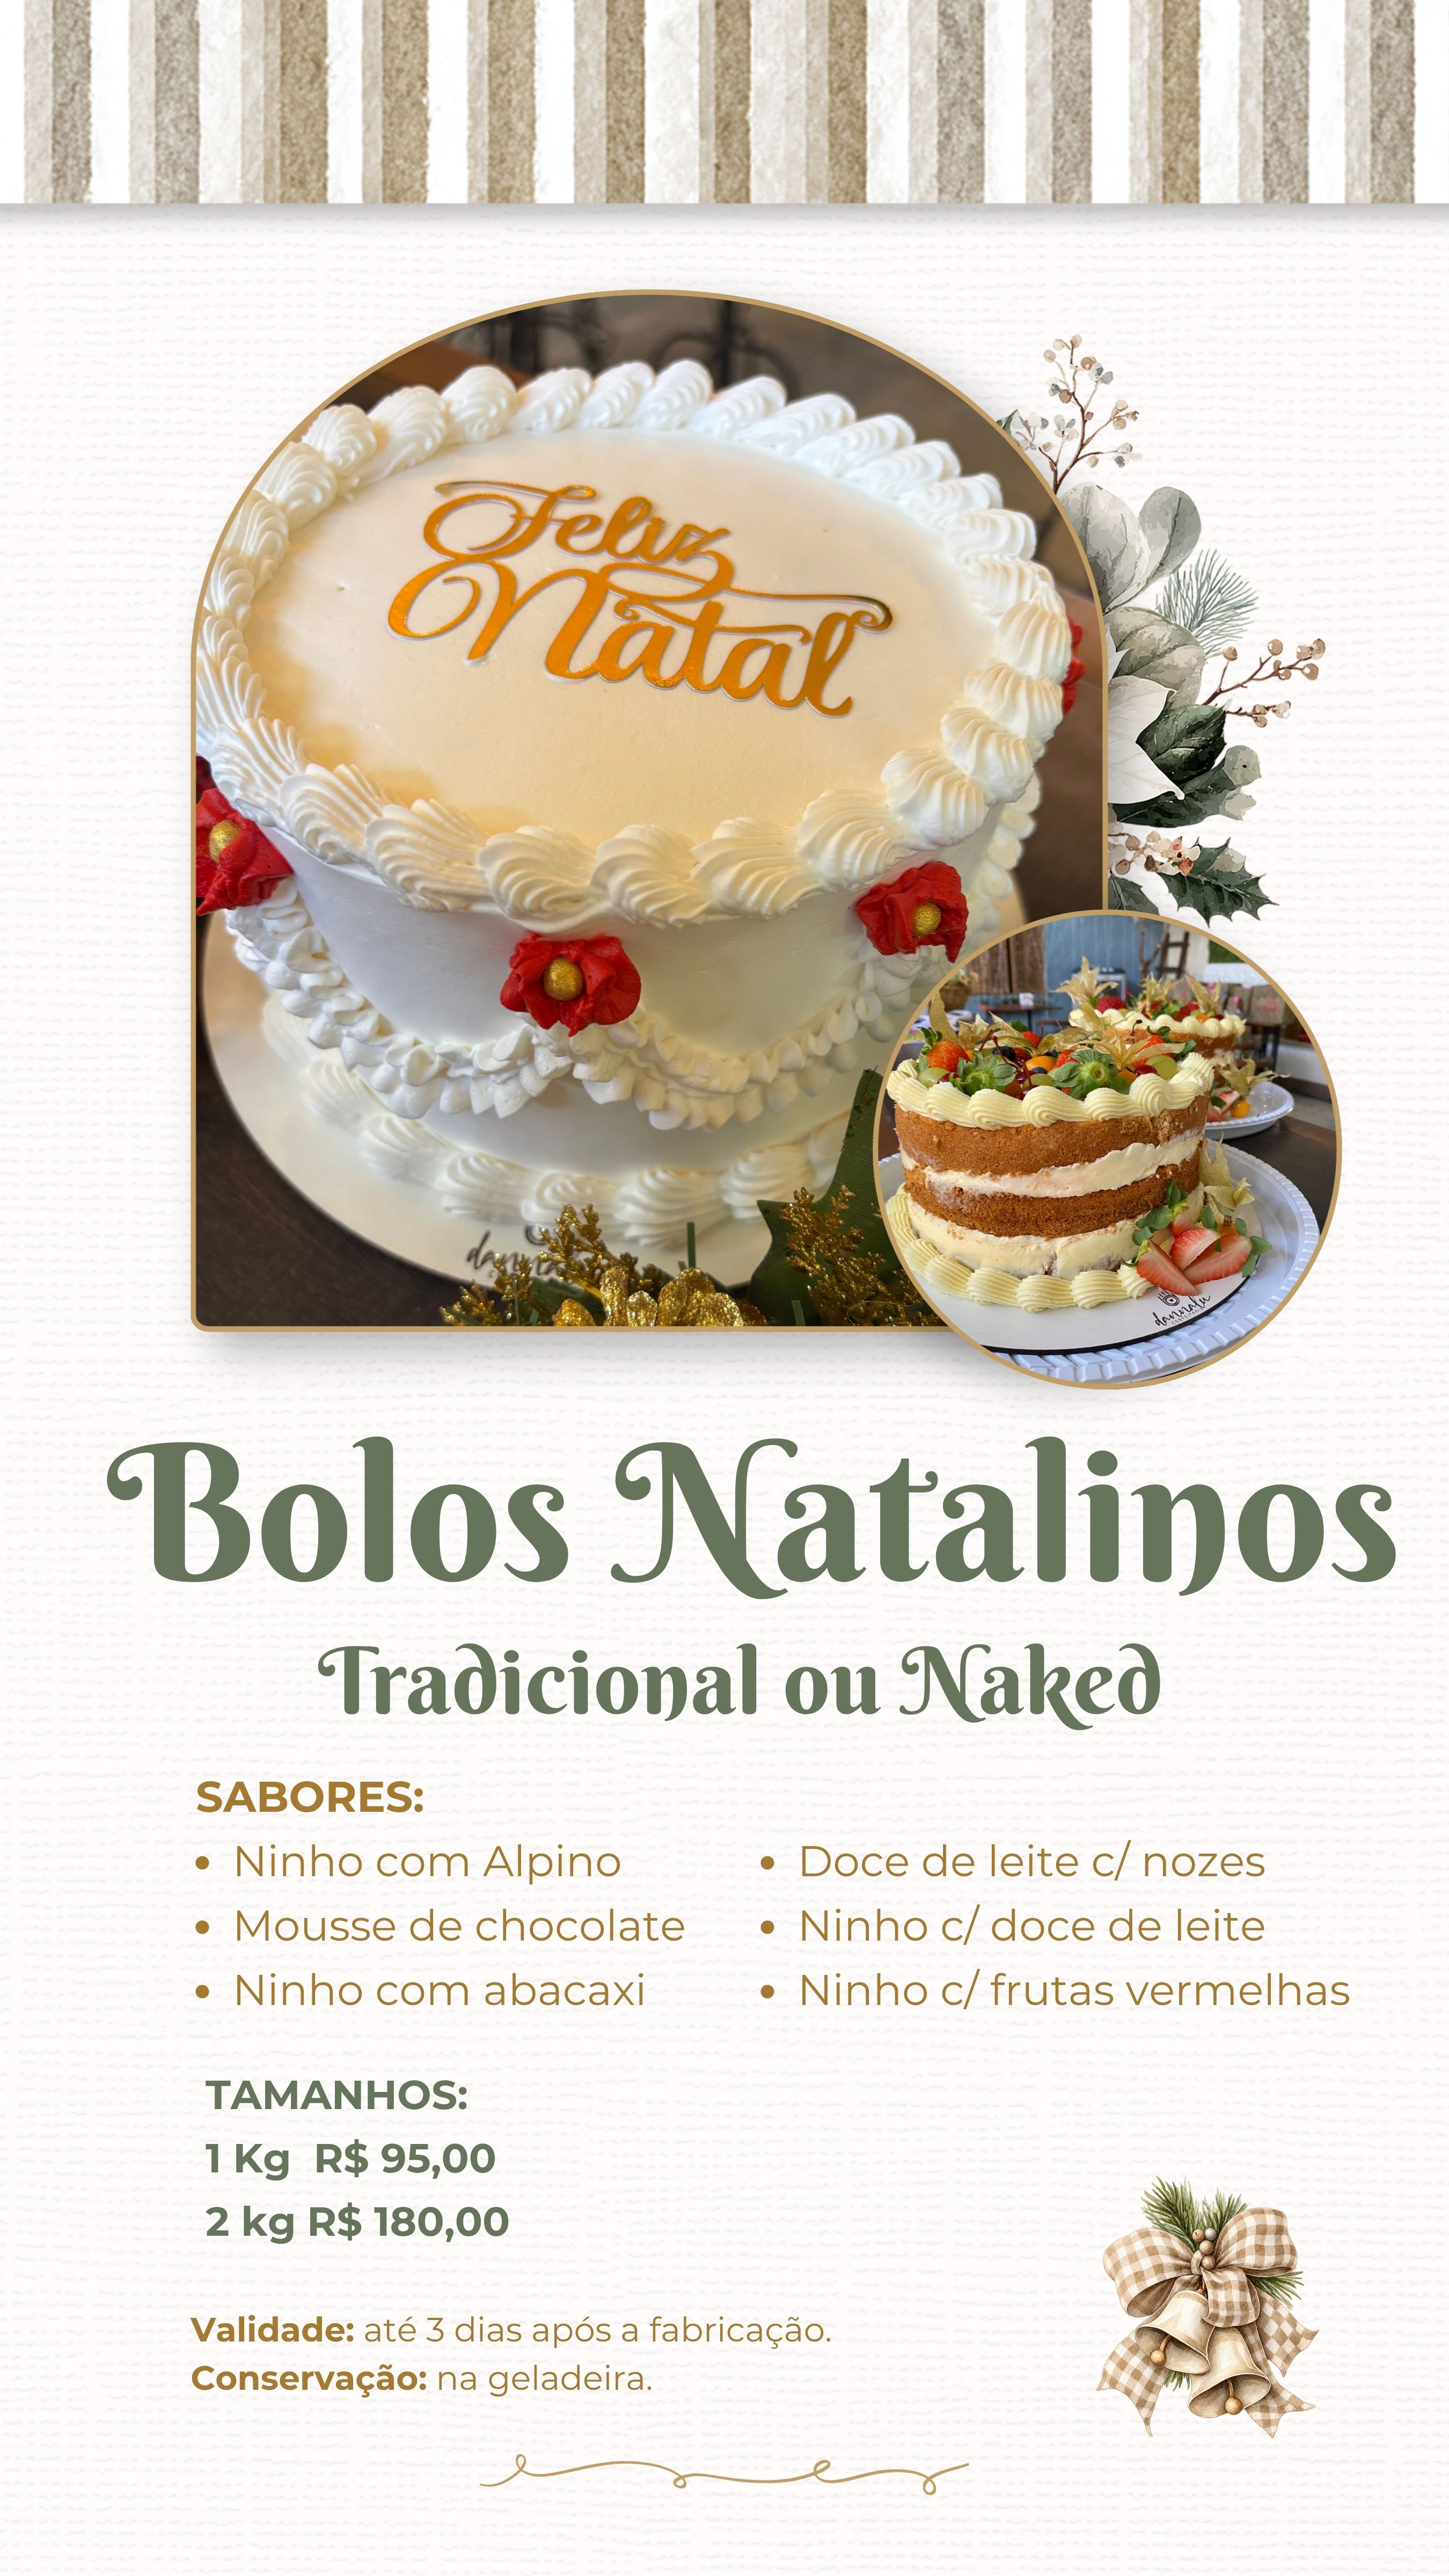 Feliz
Natal
dannalu
Bolos Natalinos
Tradicional ou Naked
SABORES:
• Ninho com Alpino
• Mousse de chocolate
• Ninho com abacaxi
• Doce de leite c/ nozes
• Ninho c/ doce de leite
• Ninho c/ frutas vermelhas
TAMANHOS:
1 Kg  R$ 95,00
2 kg R$ 180,00
Validade: até 3 dias após a fabricação.
Conservação: na geladeira.